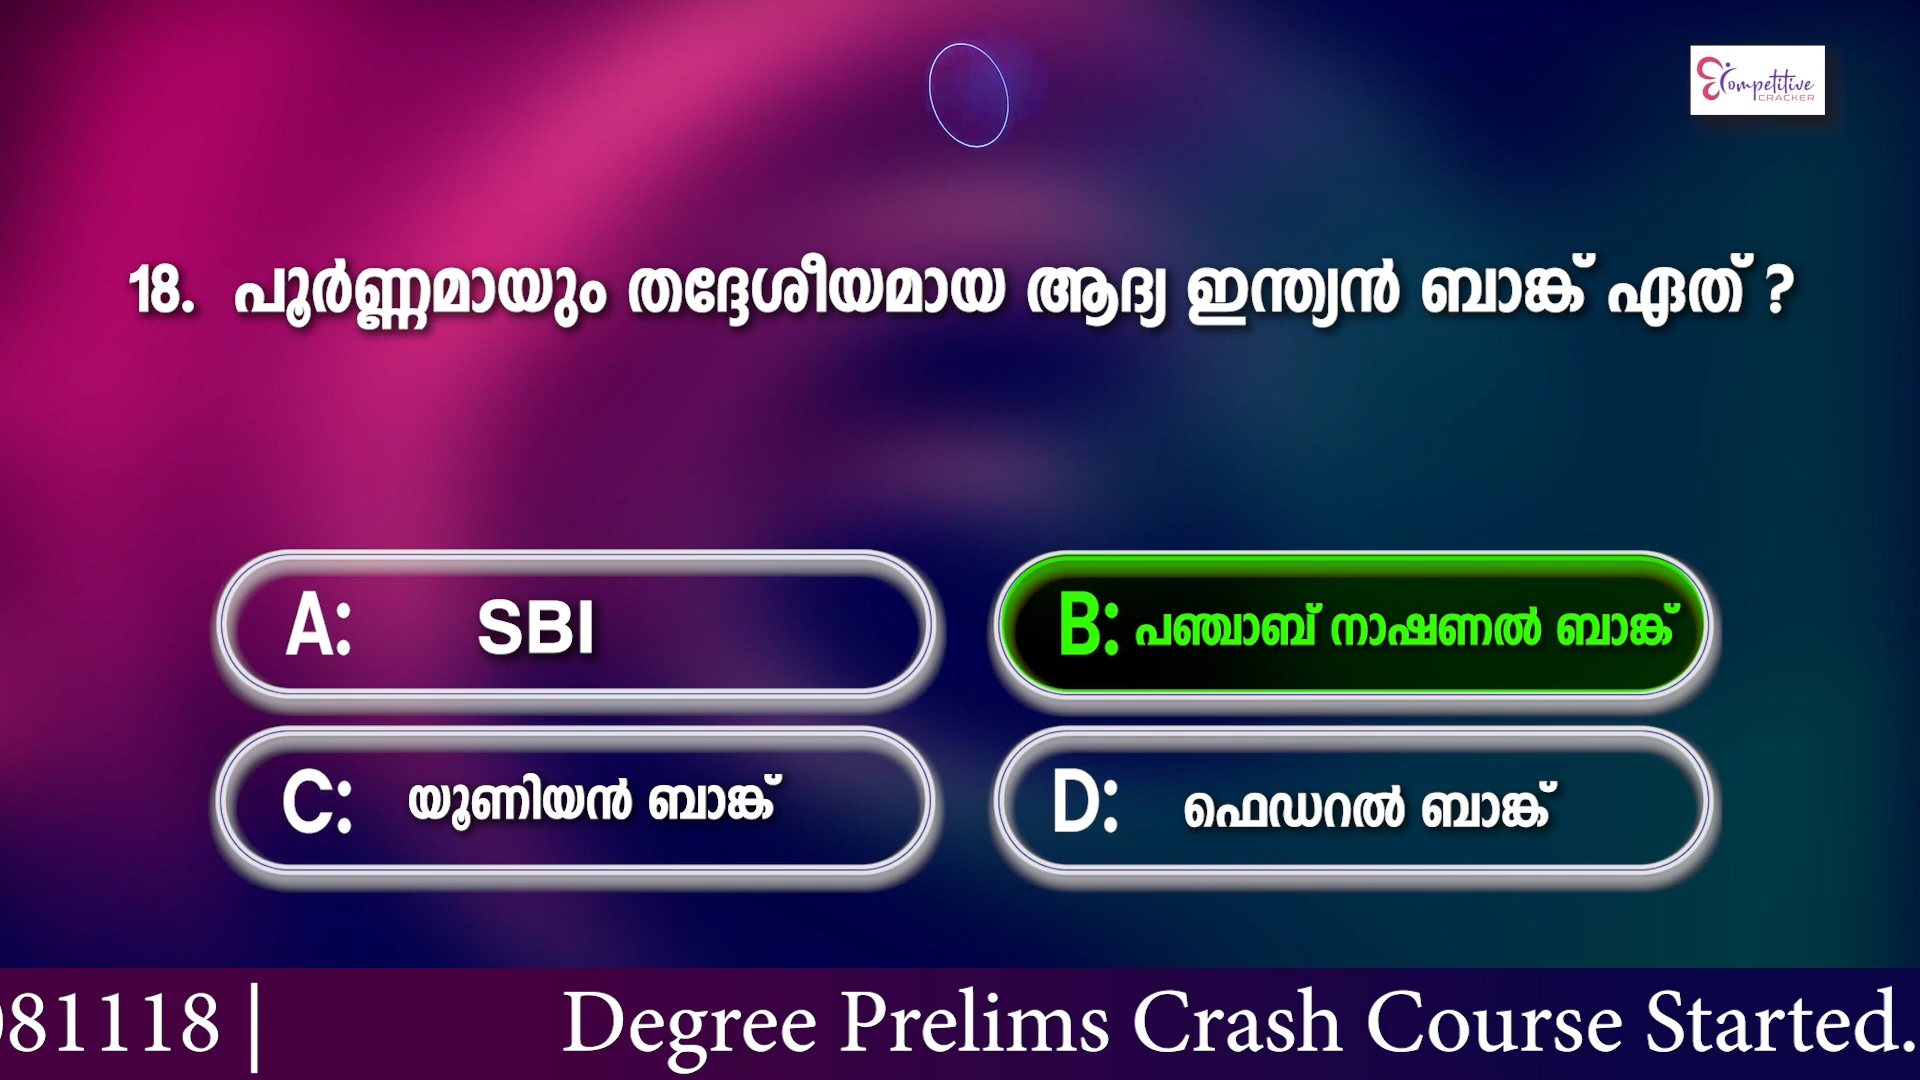 Competitive
CRACKER
18. പൂർണ്ണമായും തദ്ദേശീയമായ ആദ്യ ഇന്ത്യൻ ബാങ്ക് ഏത് ?
A: SBI
B: പഞ്ചാബ് നാഷണൽ ബാങ്ക്
C: യൂണിയൻ ബാങ്ക്
D: ഫെഡറൽ ബാങ്ക്
81118 | Degree Prelims Crash Course Started.